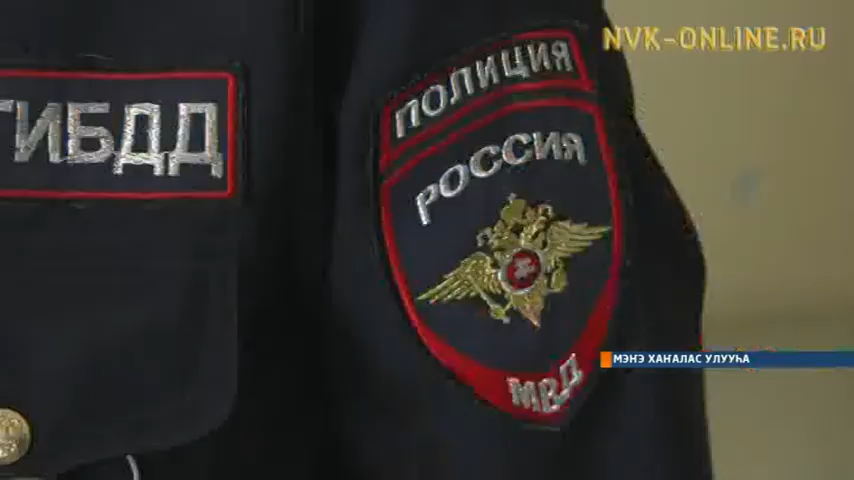 NVK-ONLINE.RU
ПОЛИЦИЯ
ГИБДД
РОССИЯ
МЭНЭ ХАНАЛАС УЛУУҺА
МВД